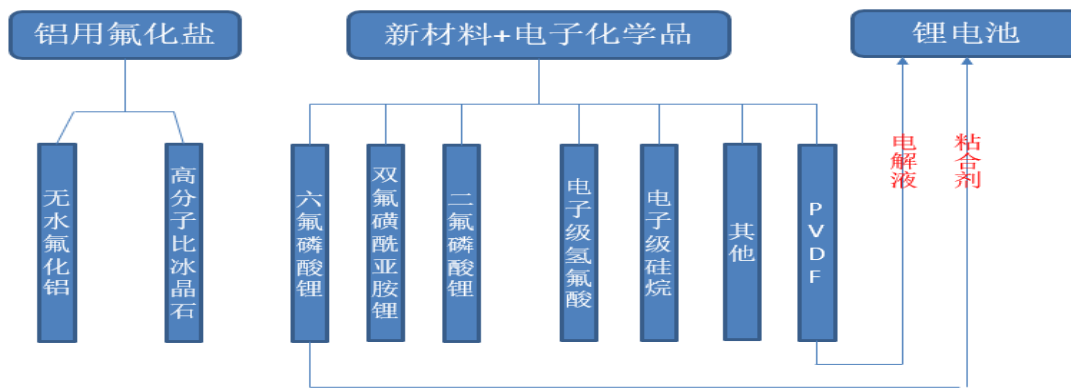 铝用氟化盐
新材料+电子化学品
锂电池
无水氟化铝
高分子比冰晶石
六氟磷酸锂
双氟磺酰亚胺锂
二氟磷酸锂
电子级氢氟酸
电子级硅烷
其他
PVDF
电解液
粘合剂